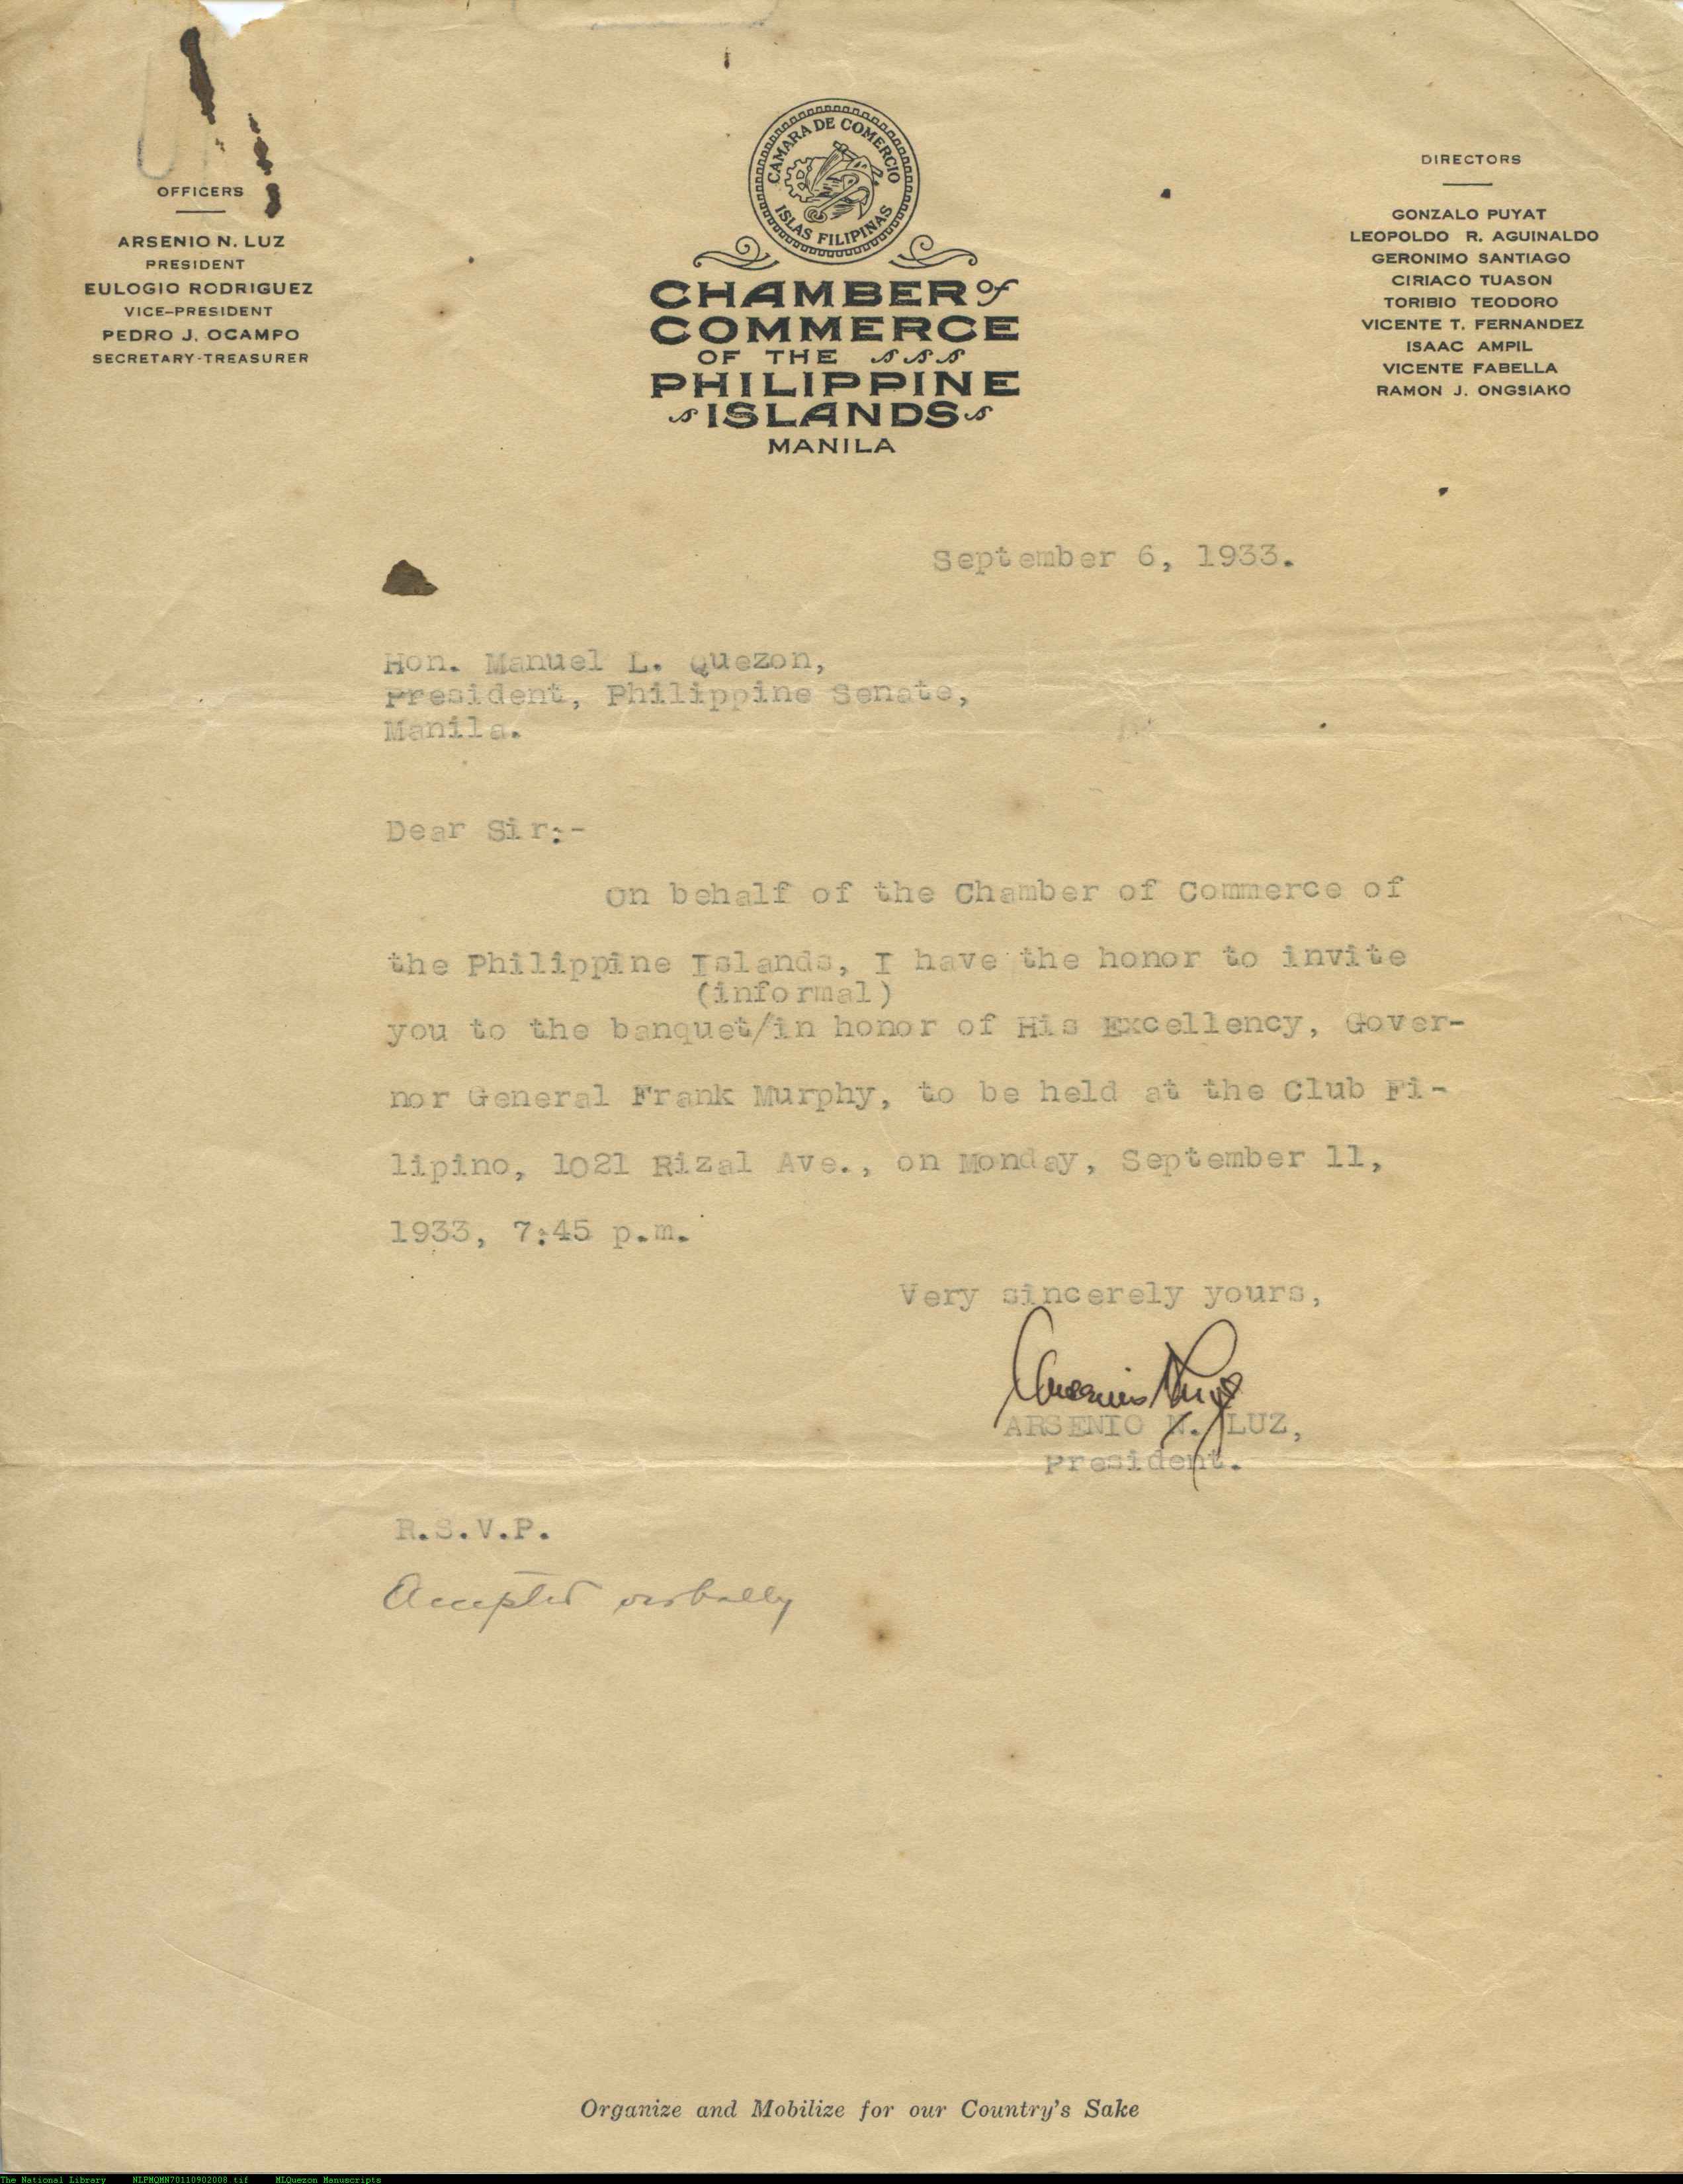 OFFICERS
ARSENIO N. LUZ
PRESIDENT
EULOGIO RODRIGUEZ
VICE-PRESIDENT
PEDRO J. OCAMPO
SECRETARY-TREASURER
CAMARA DE COMERCIO
ISLAS FILIPINAS
CHAMBER of
COMMERCE
OF THE
PHILIPPINE
ISLANDS
MANILA
DIRECTORS
GONZALO PUYAT
LEOPOLDO R. AGUINALDO
GERONIMO SANTIAGO
CIRIACO TUASON
TORIBIO TEODORO
VICENTE T. FERNANDEZ
ISAAC AMPIL
VICENTE FABELLA
RAMON J. ONGSIAKO
September 6, 1933.
Hon. Manuel L. Quezon,
President, Philippine Senate,
Manila.
Dear Sir:-
On behalf of the Chamber of Commerce of
the Philippine Islands, I have the honor to invite
(informal)
you to the banquet/in honor of His Excellency, Gover-
nor General Frank Murphy, to be held at the Club Fi-
lipino, 1021 Rizal Ave., on Monday, September 11,
1933, 7:45 p.m.
Very sincerely yours,
Arsenio N Luz
ARSENIO N. LUZ,
President.
R.S.V.P.
Accepted verbally
Organize and Mobilize for our Country's Sake
The National Library NLPMQMN70110902008.tif MLQuezon Manuscripts